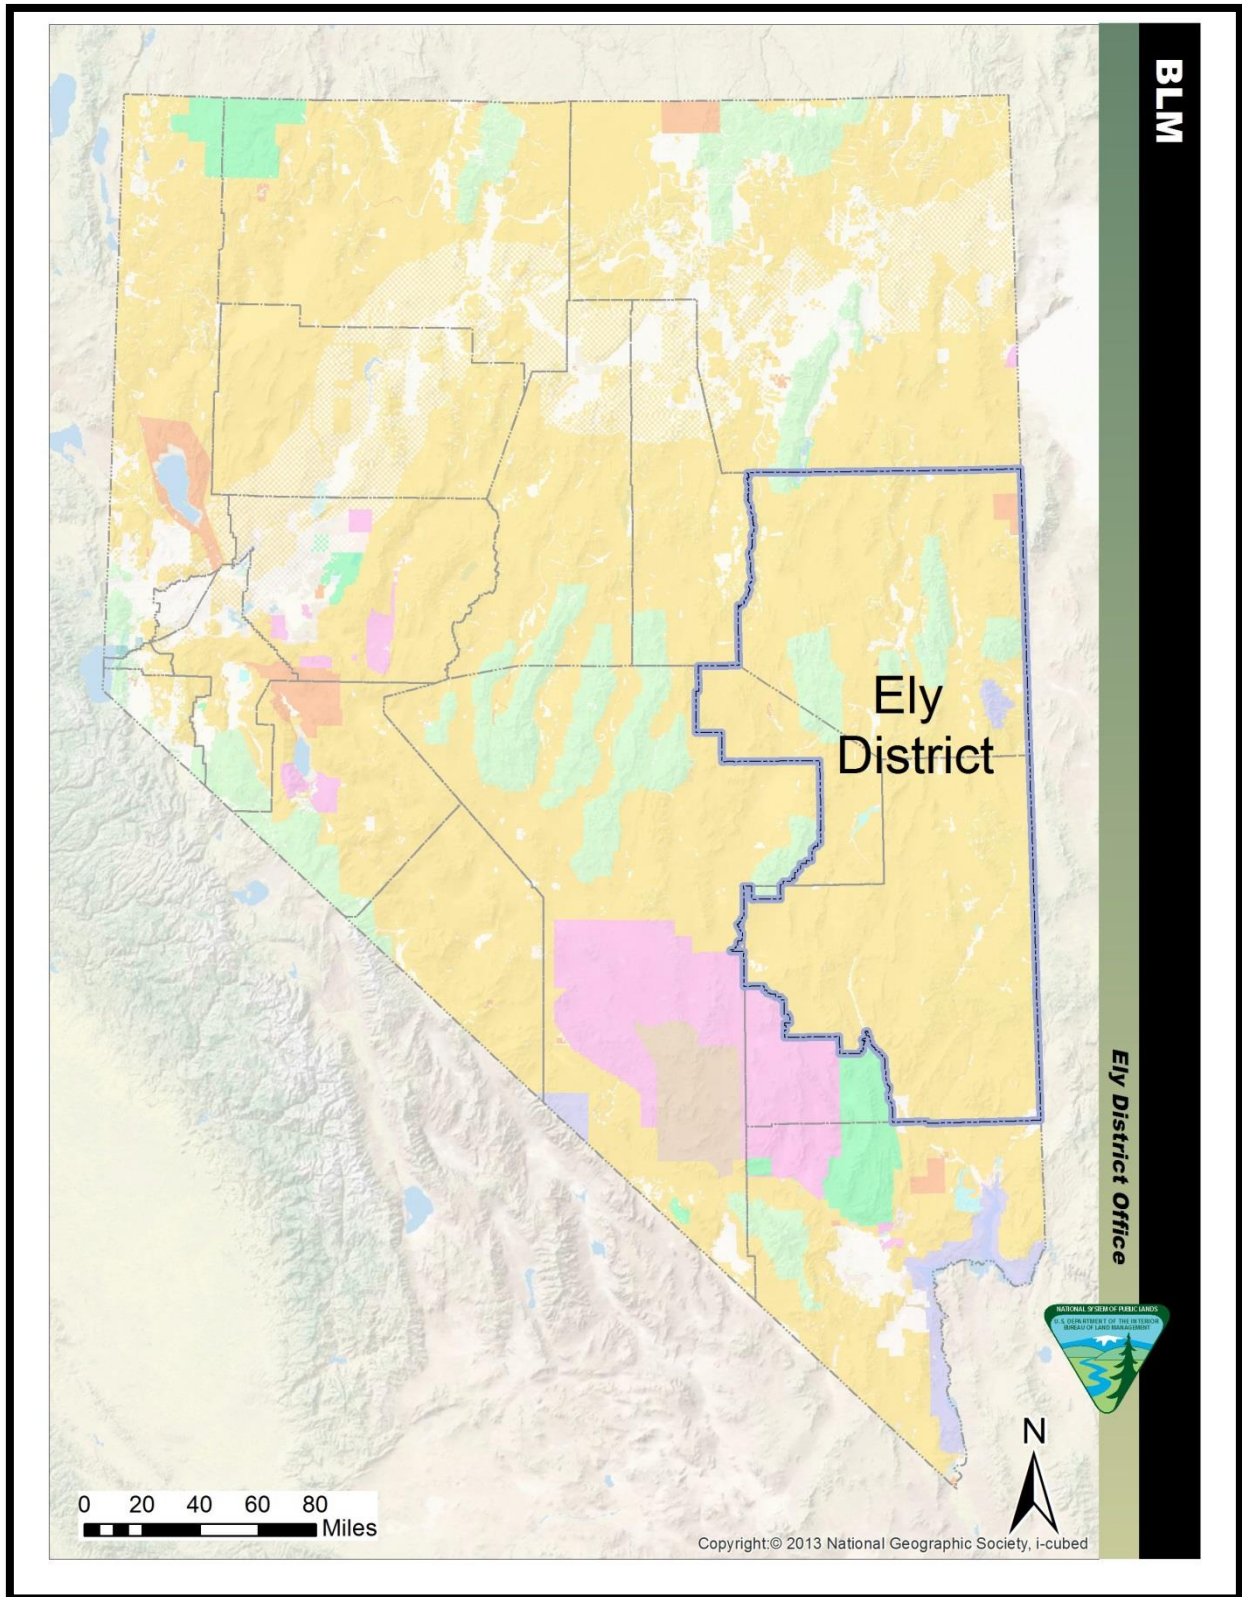 BLM
Ely District Office
Ely
District
NATIONAL SYSTEM OF PUBLIC LANDS
U.S. DEPARTMENT OF THE INTERIOR
BUREAU OF LAND MANAGEMENT
N
0 20 40 60 80
Miles
Copyright:© 2013 National Geographic Society, i-cubed